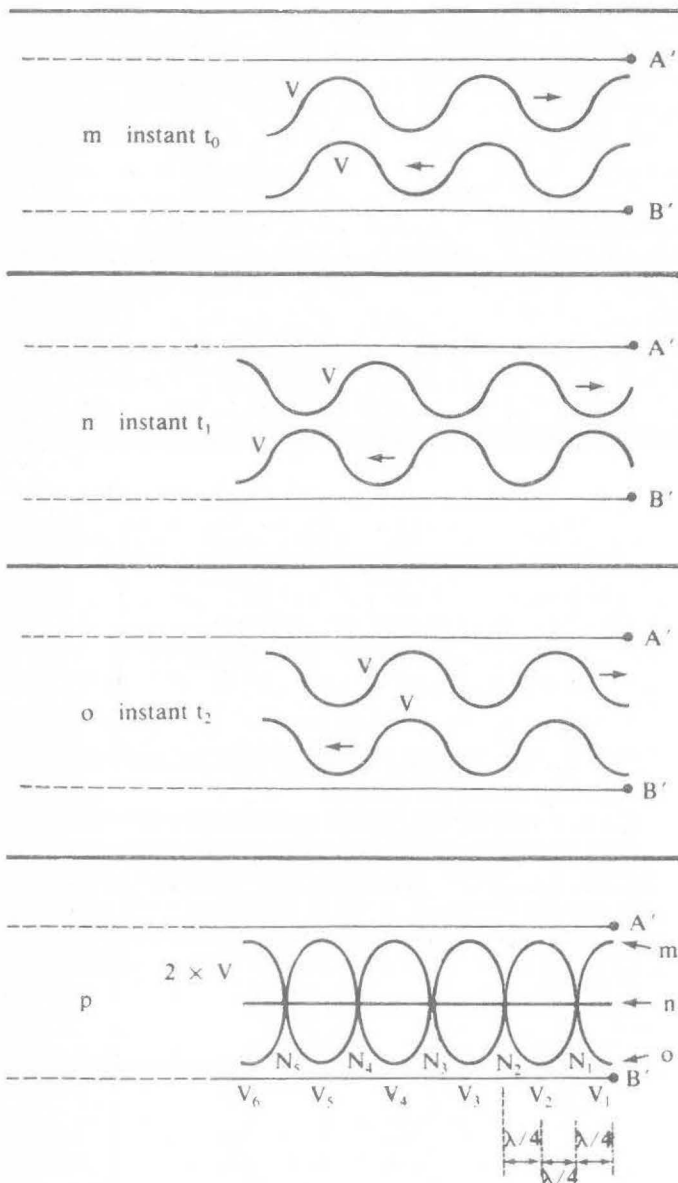 A′
V
m instant t₀
V
B′
A′
V
n instant t₁
V
B′
A′
V
V
o instant t₂
B′
A′
m
2 × V
p
n
N₅ N₄ N₃ N₂ N₁
o
B′
V₆ V₅ V₄ V₃ V₂ V₁
λ/4 λ/4
λ/4